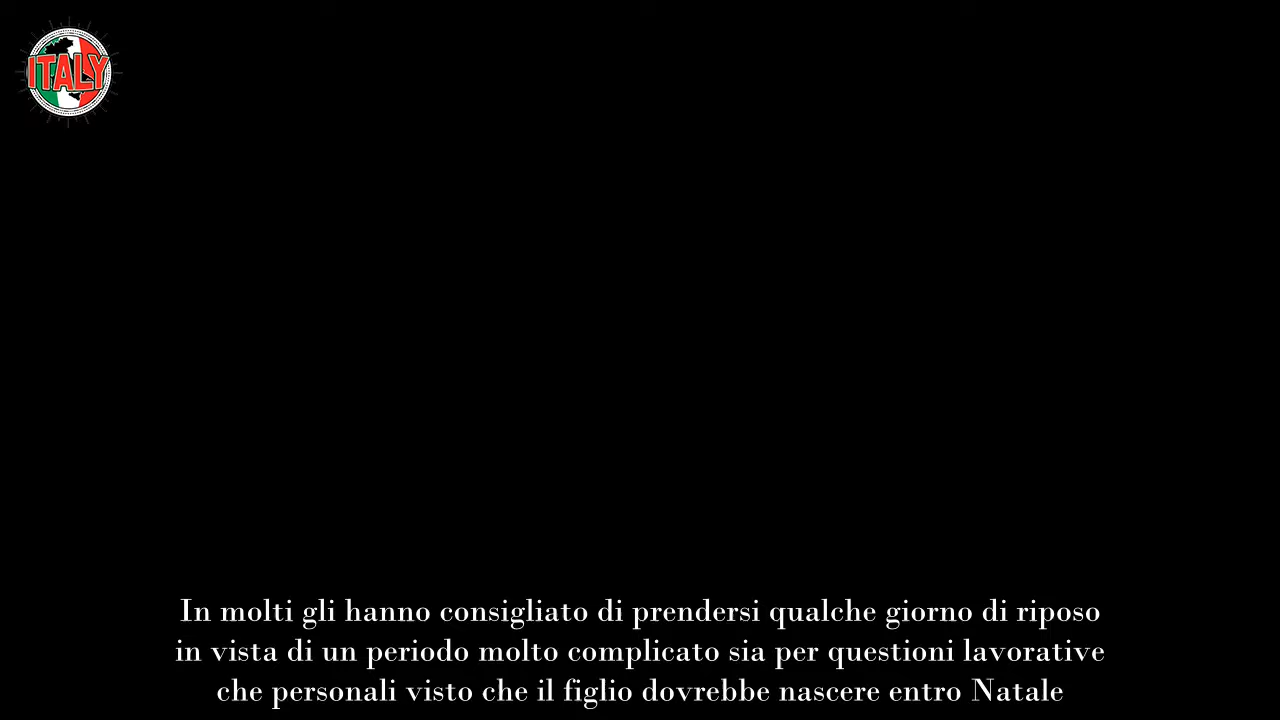 ITALY
In molti gli hanno consigliato di prendersi qualche giorno di riposo
in vista di un periodo molto complicato sia per questioni lavorative
che personali visto che il figlio dovrebbe nascere entro Natale